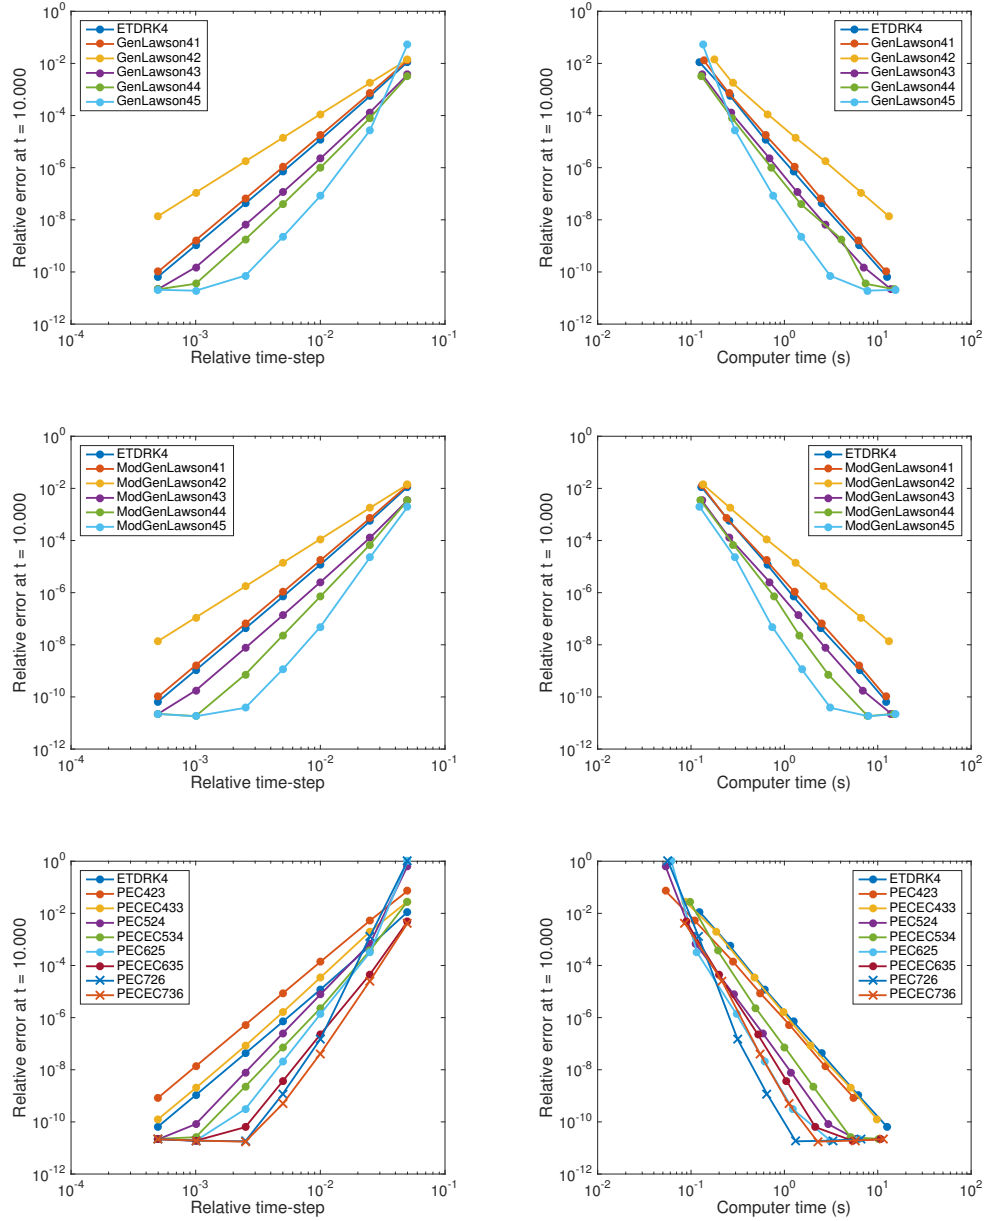 10^0
10^-2
10^-4
10^-6
10^-8
10^-10
10^-12
Relative error at t = 10.000
ETDRK4
GenLawson41
GenLawson42
GenLawson43
GenLawson44
GenLawson45
10^-4
10^-3
10^-2
10^-1
Relative time-step
10^0
10^-2
10^-4
10^-6
10^-8
10^-10
10^-12
Relative error at t = 10.000
ETDRK4
GenLawson41
GenLawson42
GenLawson43
GenLawson44
GenLawson45
10^-2
10^-1
10^0
10^1
10^2
Computer time (s)
10^0
10^-2
10^-4
10^-6
10^-8
10^-10
10^-12
Relative error at t = 10.000
ETDRK4
ModGenLawson41
ModGenLawson42
ModGenLawson43
ModGenLawson44
ModGenLawson45
10^-4
10^-3
10^-2
10^-1
Relative time-step
10^0
10^-2
10^-4
10^-6
10^-8
10^-10
10^-12
Relative error at t = 10.000
ETDRK4
ModGenLawson41
ModGenLawson42
ModGenLawson43
ModGenLawson44
ModGenLawson45
10^-2
10^-1
10^0
10^1
10^2
Computer time (s)
10^0
10^-2
10^-4
10^-6
10^-8
10^-10
10^-12
Relative error at t = 10.000
ETDRK4
PEC423
PECEC433
PEC524
PECEC534
PEC625
PECEC635
PEC726
PECEC736
10^-4
10^-3
10^-2
10^-1
Relative time-step
10^0
10^-2
10^-4
10^-6
10^-8
10^-10
10^-12
Relative error at t = 10.000
ETDRK4
PEC423
PECEC433
PEC524
PECEC534
PEC625
PECEC635
PEC726
PECEC736
10^-2
10^-1
10^0
10^1
10^2
Computer time (s)